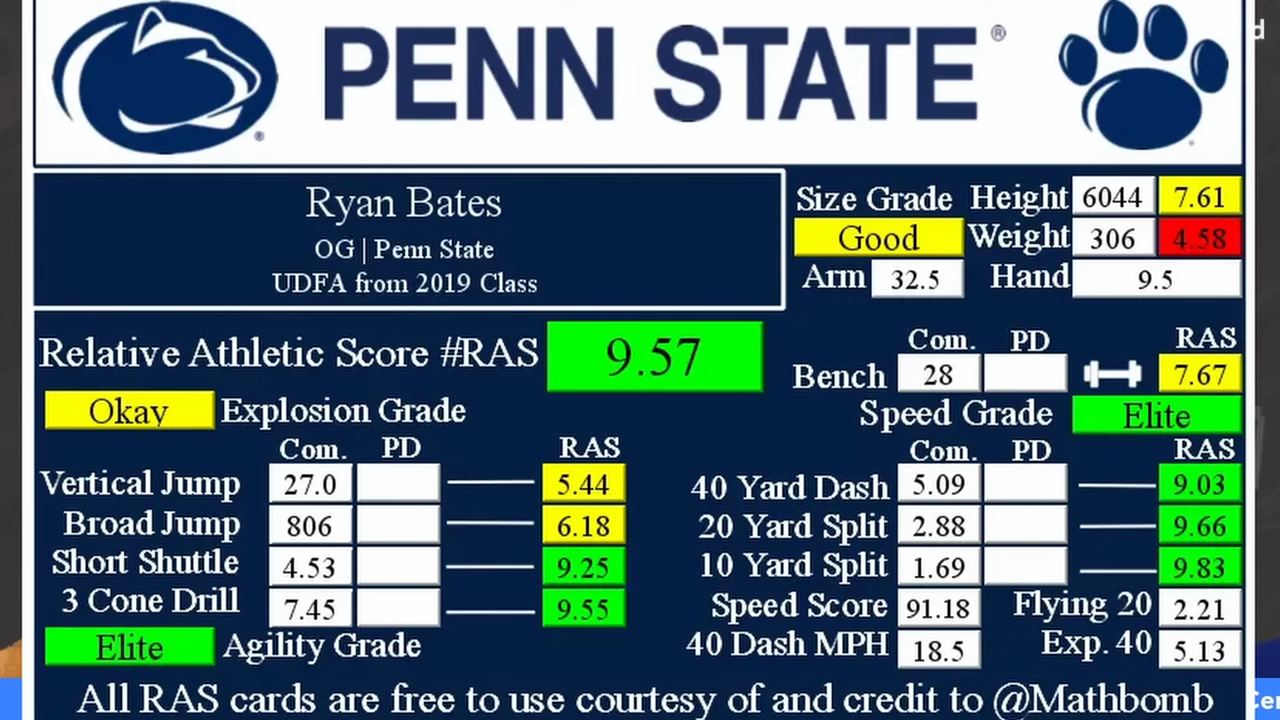 PENN STATE®
Ryan Bates
OG | Penn State
UDFA from 2019 Class
Size Grade Height 6044 7.61
Good Weight 306 4.58
Arm 32.5 Hand 9.5
Relative Athletic Score #RAS 9.57
Com. PD RAS
Bench 28 7.67
Okay Explosion Grade
Speed Grade Elite
Com. PD RAS
Vertical Jump 27.0 5.44
Broad Jump 806 6.18
Short Shuttle 4.53 9.25
3 Cone Drill 7.45 9.55
Elite Agility Grade
Com. PD RAS
40 Yard Dash 5.09 9.03
20 Yard Split 2.88 9.66
10 Yard Split 1.69 9.83
Speed Score 91.18 Flying 20 2.21
40 Dash MPH 18.5 Exp. 40 5.13
All RAS cards are free to use courtesy of and credit to @Mathbomb